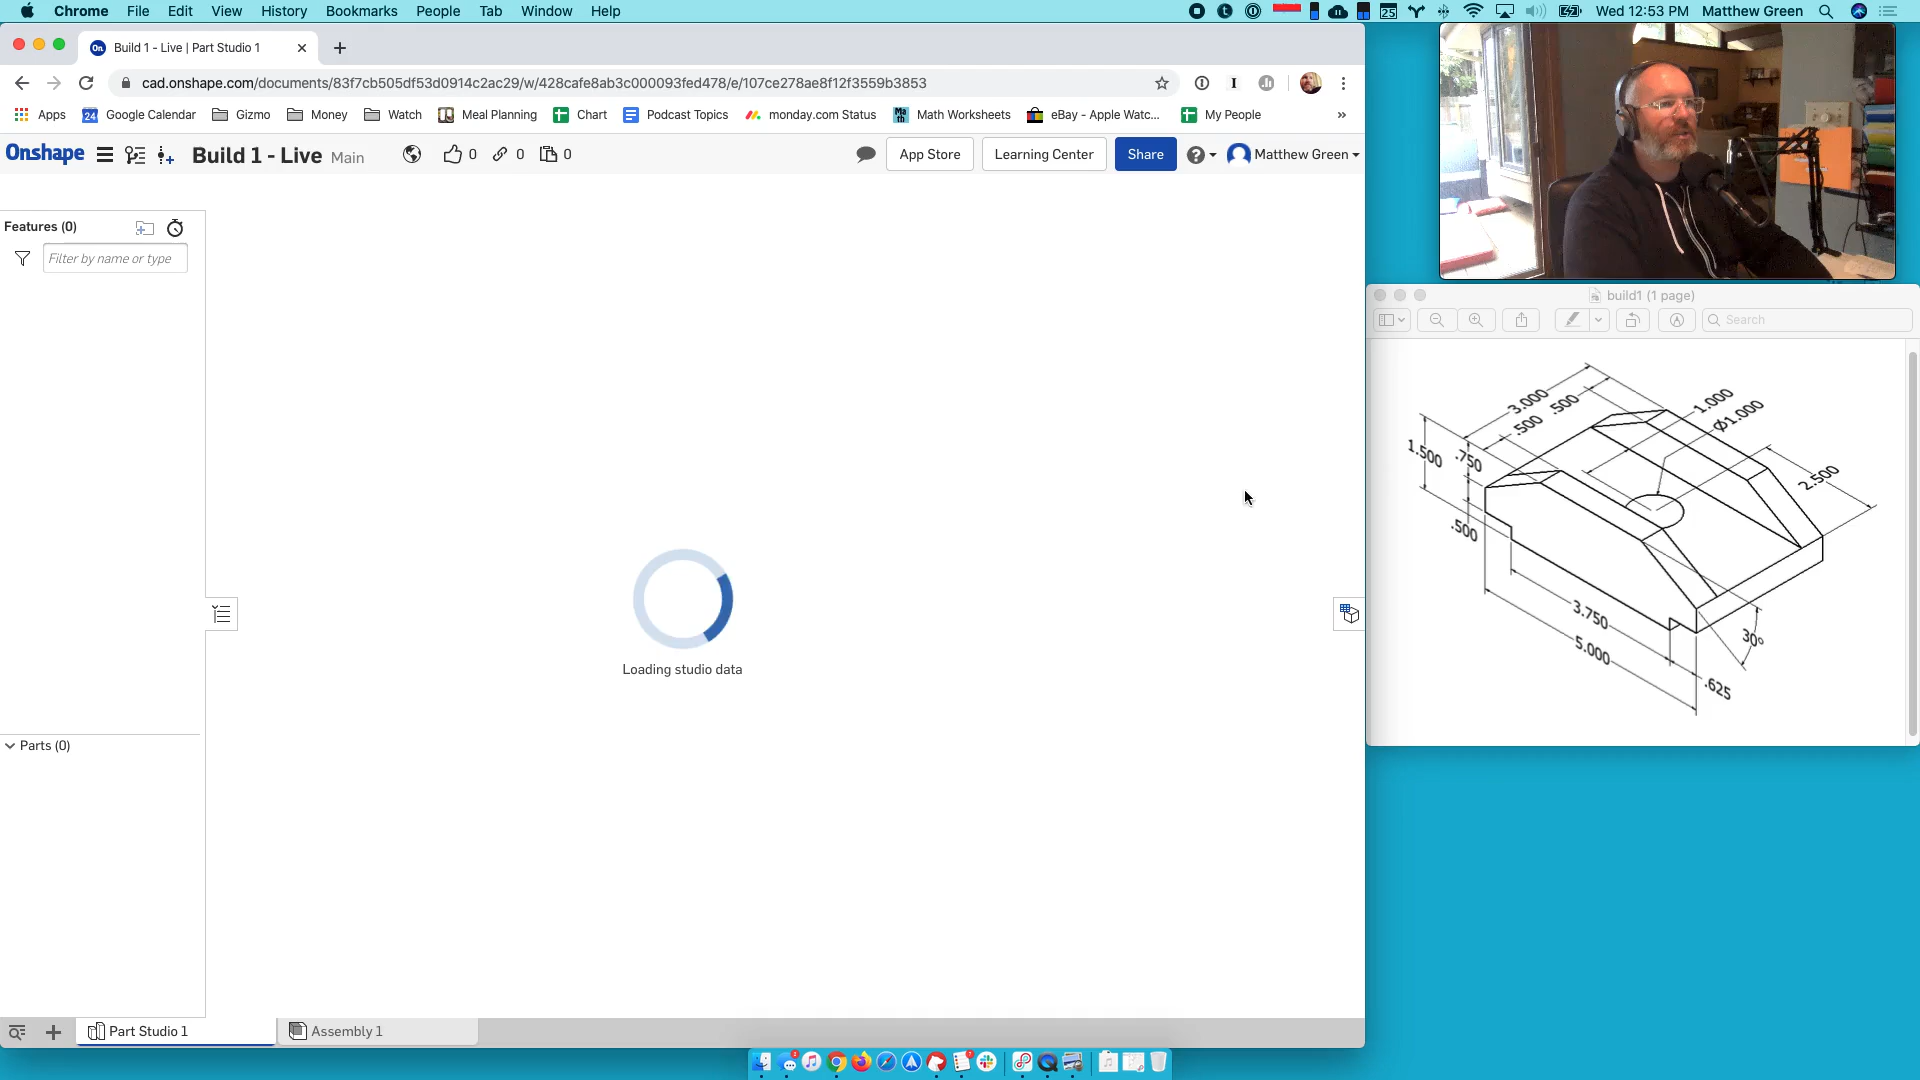 Chrome File Edit View History Bookmarks People Tab Window Help
25 Wed 12:53 PM Matthew Green
On Build 1 - Live | Part Studio 1
cad.onshape.com/documents/83f7cb505df53d0914c2ac29/w/428cafe8ab3c000093fed478/e/107ce278ae8f12f3559b3853
Apps 24 Google Calendar Gizmo Money Watch Meal Planning Chart Podcast Topics monday.com Status Math Worksheets eBay - Apple Watc... My People »
Onshape Build 1 - Live Main 0 0 0 App Store Learning Center Share Matthew Green
Features (0)
Filter by name or type
Loading studio data
Parts (0)
Part Studio 1 Assembly 1
build1 (1 page)
Search
3.000
.500
.500
1.000
Ø1.000
1.500
.750
2.500
.500
3.750
5.000
30°
.625